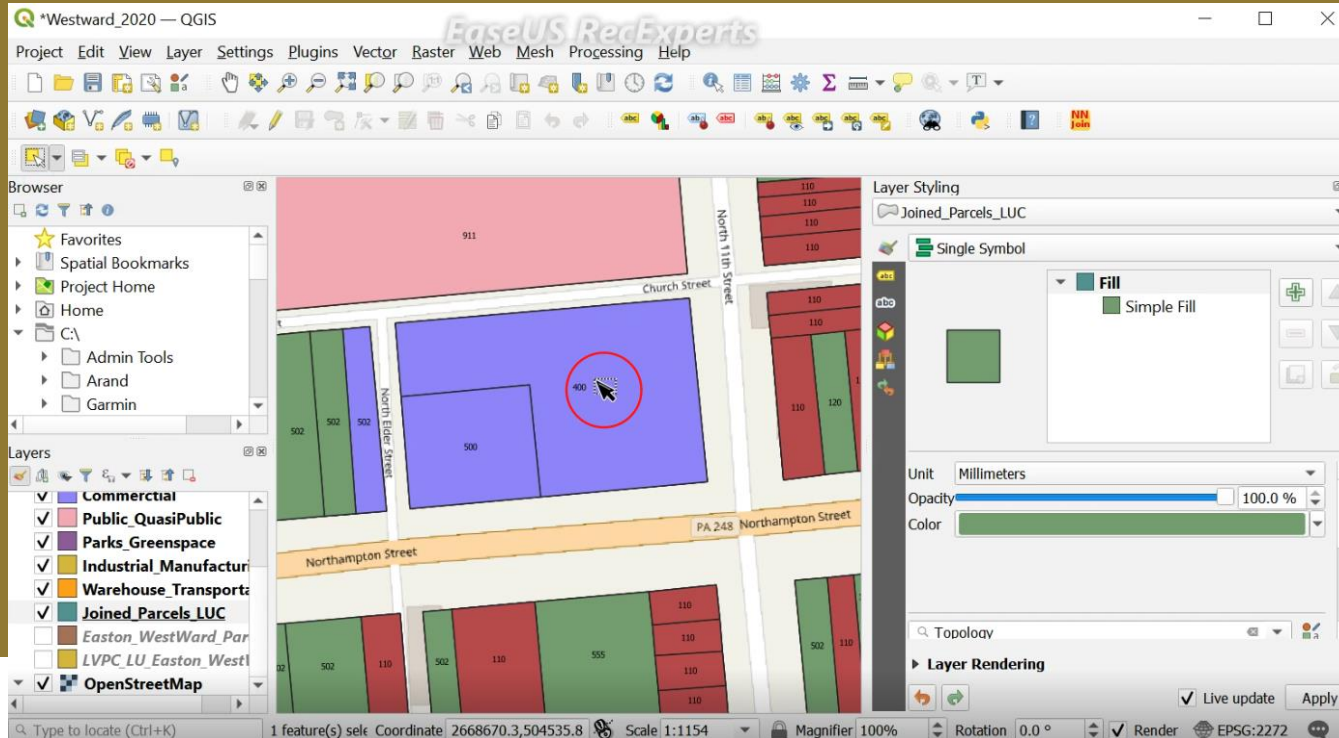 *Westward_2020 — QGIS
EaseUS RecExperts
Project Edit View Layer Settings Plugins Vector Raster Web Mesh Processing Help
Browser
Favorites
Spatial Bookmarks
Project Home
Home
C:\
Admin Tools
Arand
Garmin
Layers
Commerctial
Public_QuasiPublic
Parks_Greenspace
Industrial_Manufacturi
Warehouse_Transporta
Joined_Parcels_LUC
Easton_WestWard_Par
LVPC_LU_Easton_West
OpenStreetMap
911
110
110
110
110
North 11th Street
Church Street
110
110
400
502
502
502
North Elder Street
500
110
120
PA 248 Northampton Street
Northampton Street
110
110
110
110
502
110
502
110
555
502
110
Layer Styling
Joined_Parcels_LUC
Single Symbol
Fill
Simple Fill
Unit Millimeters
Opacity 100.0 %
Color
Topology
Layer Rendering
Live update Apply
Type to locate (Ctrl+K) 1 feature(s) sele Coordinate 2668670.3,504535.8 Scale 1:1154 Magnifier 100% Rotation 0.0 ° Render EPSG:2272